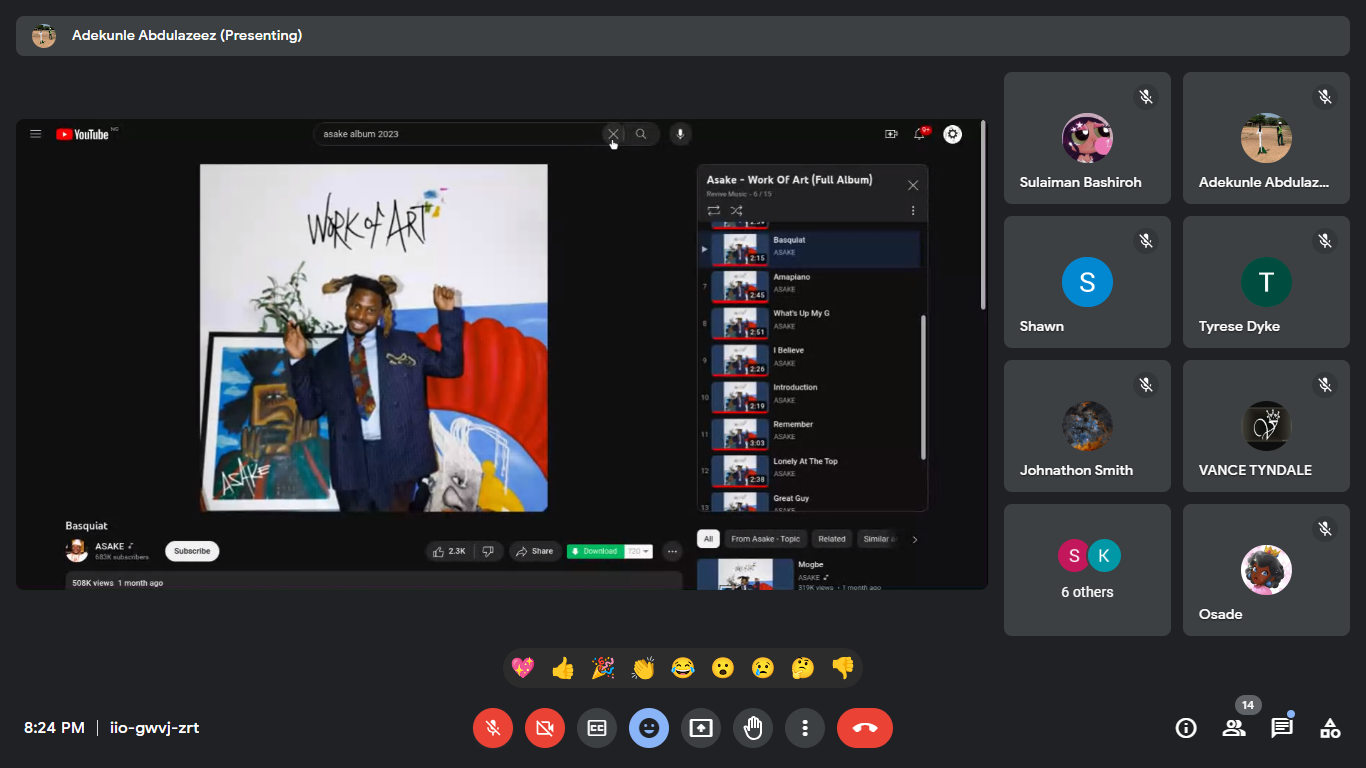 Adekunle Abdulazeez (Presenting)
YouTube NG
asake album 2023
9+
WORK OF ART
ASAKE
Asake - Work Of Art (Full Album)
Revive Music - 6 / 15
2:15
Basquiat
ASAKE
7
2:45
Amapiano
ASAKE
8
2:51
What's Up My G
ASAKE
9
2:26
I Believe
ASAKE
10
2:19
Introduction
ASAKE
11
3:03
Remember
ASAKE
12
2:38
Lonely At The Top
ASAKE
13
Great Guy
Basquiat
ASAKE
683K subscribers
Subscribe
2.3K
Share
Download
720
508K views 1 month ago
All
From Asake - Topic
Related
Similar
WORK OF ART
Mogbe
ASAKE
319K views • 1 month ago
Sulaiman Bashiroh
Adekunle Abdulaz...
S
Shawn
T
Tyrese Dyke
Johnathon Smith
VANCE TYNDALE
S K
6 others
Osade
8:24 PM | iio-gwvj-zrt
CC
14